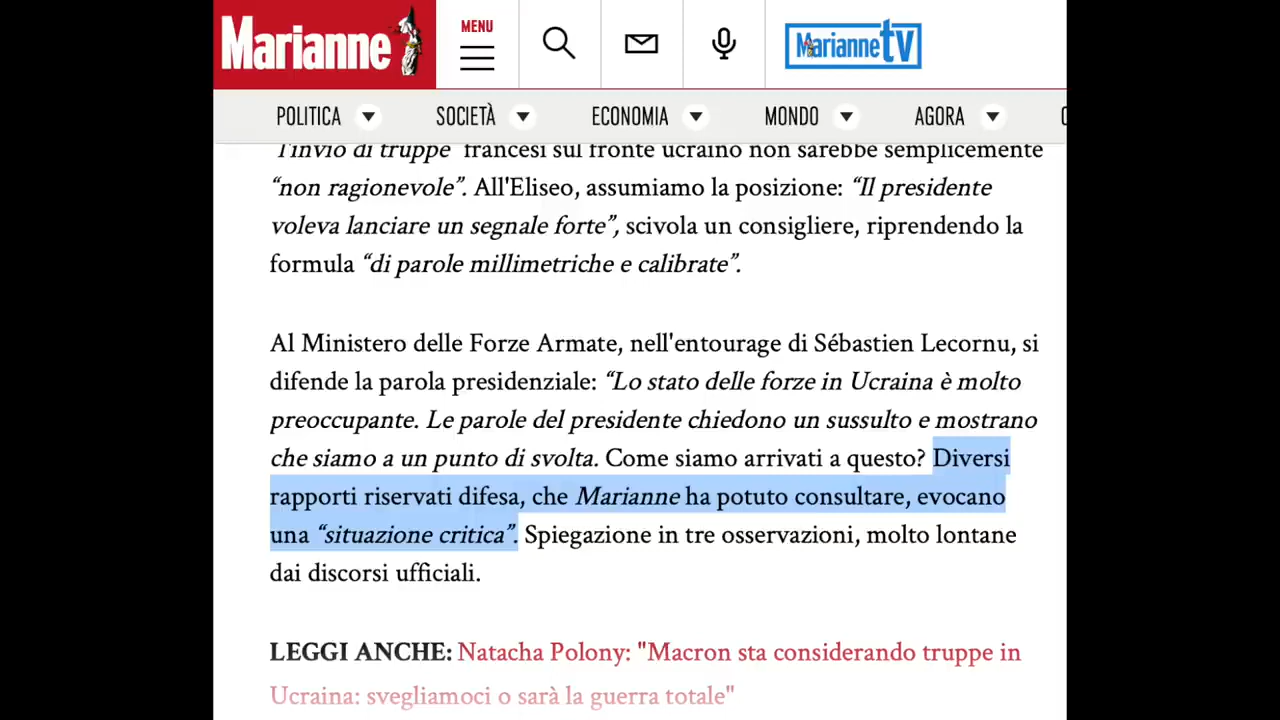 Marianne
MENU
MarianneTV
POLITICA
SOCIETÀ
ECONOMIA
MONDO
AGORA
l'invio di truppe" francesi sul fronte ucraino non sarebbe semplicemente
“non ragionevole”. All'Eliseo, assumiamo la posizione: “Il presidente
voleva lanciare un segnale forte”, scivola un consigliere, riprendendo la
formula “di parole millimetriche e calibrate”.
Al Ministero delle Forze Armate, nell'entourage di Sébastien Lecornu, si
difende la parola presidenziale: “Lo stato delle forze in Ucraina è molto
preoccupante. Le parole del presidente chiedono un sussulto e mostrano
che siamo a un punto di svolta. Come siamo arrivati a questo? Diversi
rapporti riservati difesa, che Marianne ha potuto consultare, evocano
una “situazione critica”. Spiegazione in tre osservazioni, molto lontane
dai discorsi ufficiali.
LEGGI ANCHE: Natacha Polony: "Macron sta considerando truppe in
Ucraina: svegliamoci o sarà la guerra totale"